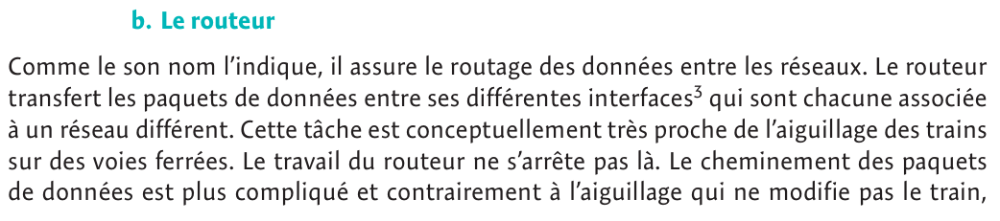 b. Le routeur
Comme le son nom l’indique, il assure le routage des données entre les réseaux. Le routeur
transfert les paquets de données entre ses différentes interfaces³ qui sont chacune associée
à un réseau différent. Cette tâche est conceptuellement très proche de l’aiguillage des trains
sur des voies ferrées. Le travail du routeur ne s’arrête pas là. Le cheminement des paquets
de données est plus compliqué et contrairement à l’aiguillage qui ne modifie pas le train,